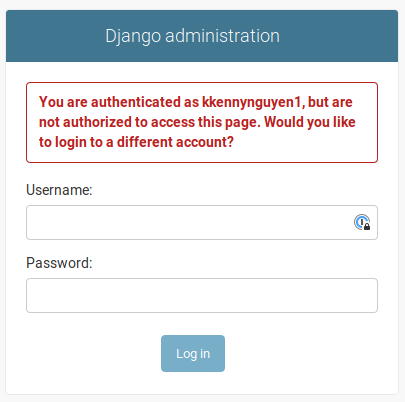 Django administration
You are authenticated as kkennynguyen1, but are
not authorized to access this page. Would you like
to login to a different account?
Username:
Password:
Log in